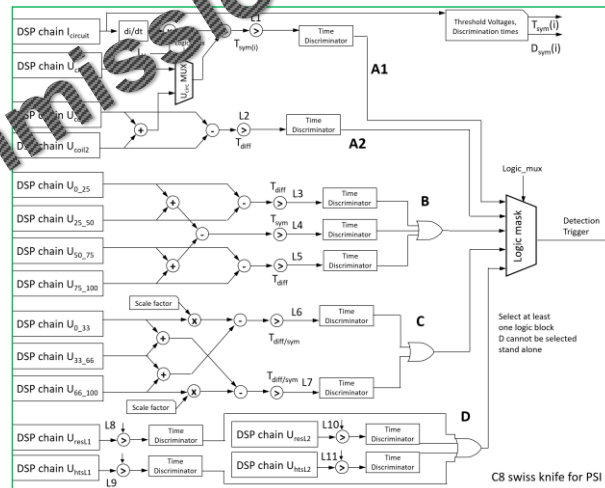 DSP chain I_circuit
di/dt
L1
>
T_sym(i)
Time
Discriminator
Threshold Voltages,
Discrimination times
T_sym(i)
D_sym(i)
DSP chain
U_circ MUX
A1
DSP chain U_coil2
+
-
L2
>
T_diff
Time
Discriminator
A2
Logic_mux
DSP chain U_0_25
DSP chain U_25_50
DSP chain U_50_75
DSP chain U_75_100
+
-
T_diff
L3
>
Time
Discriminator
B
-
T_sym
L4
>
Time
Discriminator
+
-
L5
>
T_diff
Time
Discriminator
Logic mask
Detection
Trigger
DSP chain U_0_33
DSP chain U_33_66
DSP chain U_66_100
Scale factor
x
-
L6
>
T_diff/sym
Time
Discriminator
C
+
+
T_diff/sym
x
-
L7
>
Time
Discriminator
Scale factor
Select at least
one logic block
D cannot be selected
stand alone
D
DSP chain U_resL1
L8
>
Time
Discriminator
DSP chain U_resL2
L10
>
Time
Discriminator
DSP chain U_htsL1
L9
>
Time
Discriminator
DSP chain U_htsL2
L11
>
Time
Discriminator
C8 swiss knife for PSI